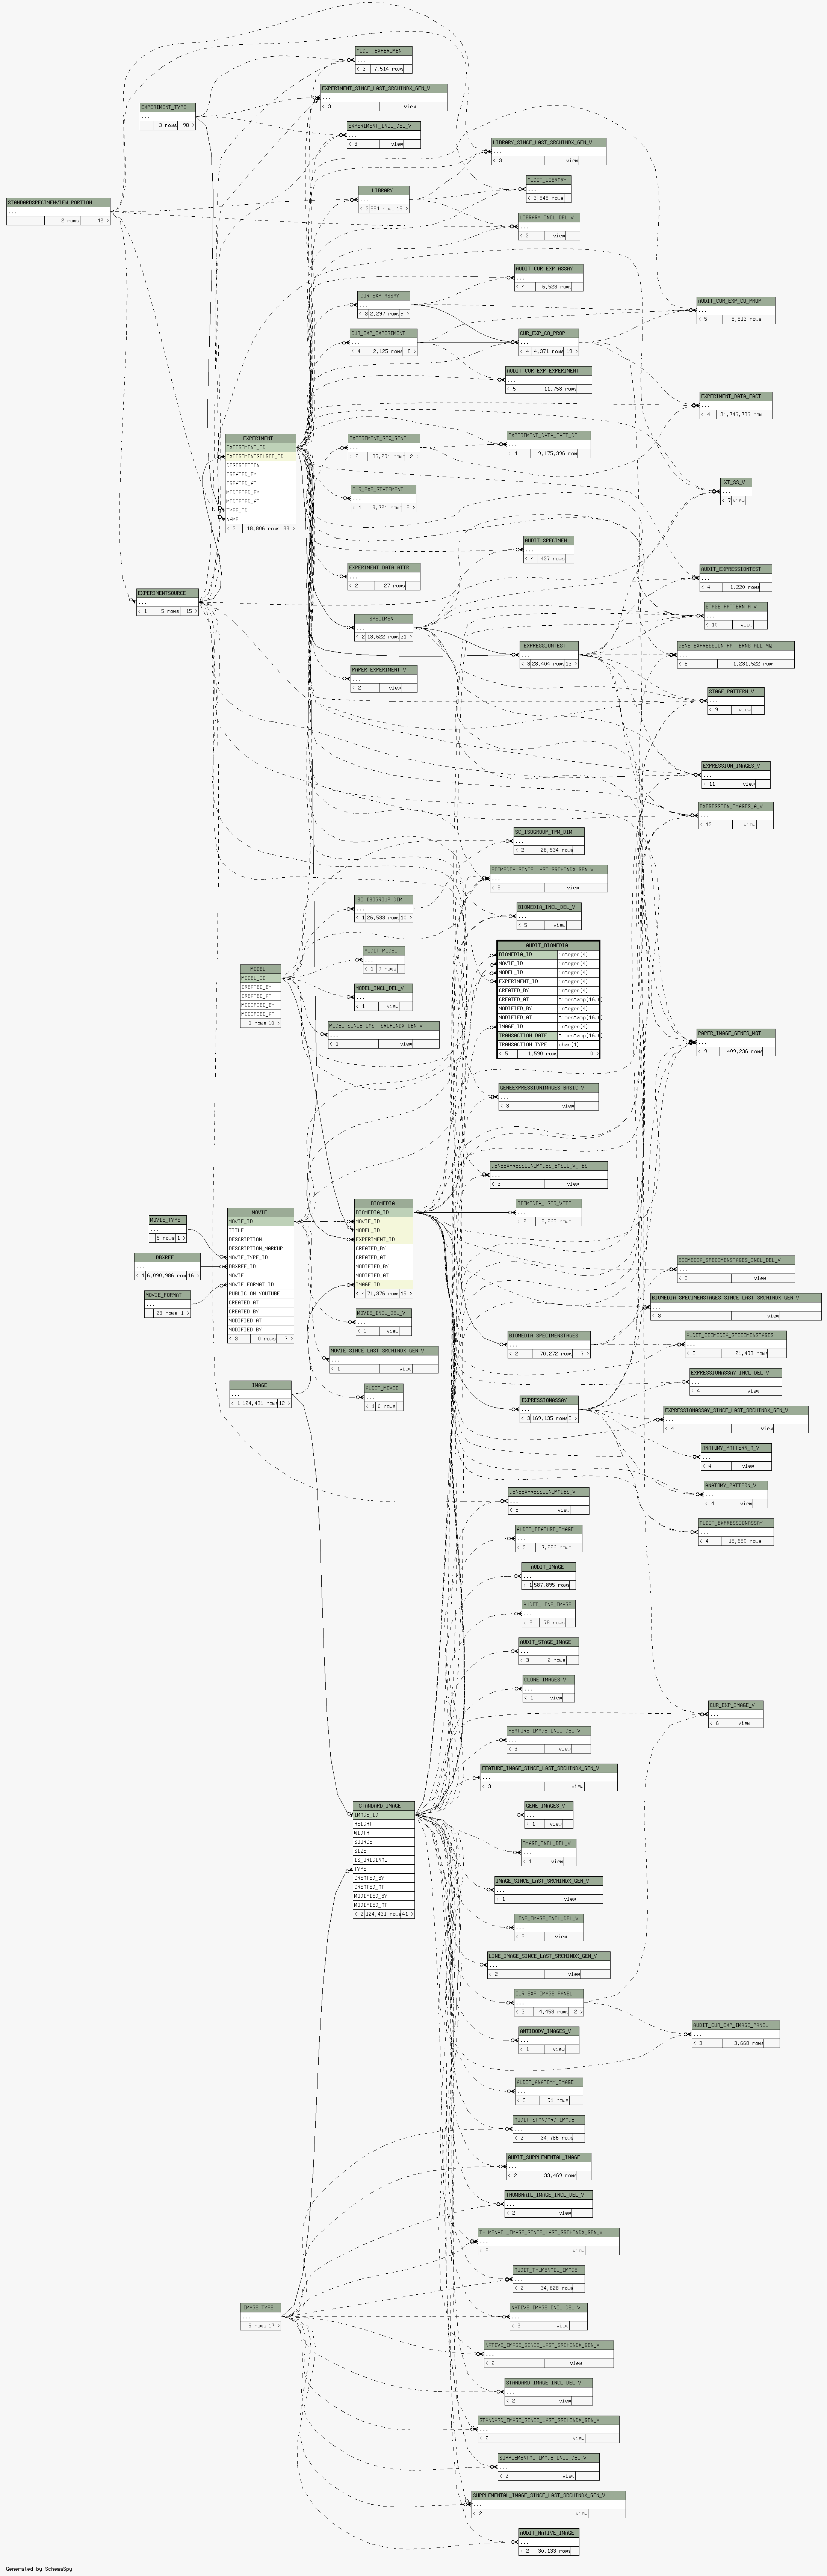 AUDIT_EXPERIMENT
...
< 3 7,514 rows
EXPERIMENT_SINCE_LAST_SRCHINDX_GEN_V
...
< 3 view
EXPERIMENT_TYPE
...
3 rows 98 >
EXPERIMENT_INCL_DEL_V
...
< 3 view
LIBRARY_SINCE_LAST_SRCHINDX_GEN_V
...
< 3 view
AUDIT_LIBRARY
...
< 3 845 rows
LIBRARY
...
< 3 854 rows 15 >
STANDARDSPECIMENVIEW_PORTION
...
2 rows 42 >
LIBRARY_INCL_DEL_V
...
< 3 view
AUDIT_CUR_EXP_ASSAY
...
< 4 6,523 rows
CUR_EXP_ASSAY
...
< 3 2,297 rows 9 >
AUDIT_CUR_EXP_CO_PROP
...
< 5 5,513 rows
CUR_EXP_EXPERIMENT
...
< 4 2,125 rows 8 >
CUR_EXP_CO_PROP
...
< 4 4,371 rows 19 >
AUDIT_CUR_EXP_EXPERIMENT
...
< 5 11,758 rows
EXPERIMENT_DATA_FACT
...
< 4 31,746,736 row
EXPERIMENT
EXPERIMENT_ID
EXPERIMENTSOURCE_ID
DESCRIPTION
CREATED_BY
CREATED_AT
MODIFIED_BY
MODIFIED_AT
TYPE_ID
NAME
< 3 18,806 rows 33 >
EXPERIMENT_SEQ_GENE
...
< 2 85,291 rows 2 >
EXPERIMENT_DATA_FACT_DE
...
< 4 9,175,396 row
XT_SS_V
...
< 7 view
CUR_EXP_STATEMENT
...
< 1 9,721 rows 5 >
AUDIT_SPECIMEN
...
< 4 437 rows
EXPERIMENT_DATA_ATTR
...
< 2 27 rows
AUDIT_EXPRESSIONTEST
...
< 4 1,220 rows
EXPERIMENTSOURCE
...
< 1 5 rows 15 >
STAGE_PATTERN_A_V
...
< 10 view
SPECIMEN
...
< 2 13,622 rows 21 >
EXPRESSIONTEST
...
< 3 28,404 rows 13 >
GENE_EXPRESSION_PATTERNS_ALL_MQT
...
< 8 1,231,522 row
PAPER_EXPERIMENT_V
...
< 2 view
STAGE_PATTERN_V
...
< 9 view
EXPRESSION_IMAGES_V
...
< 11 view
EXPRESSION_IMAGES_A_V
...
< 12 view
SC_ISOGROUP_TPM_DIM
...
< 2 26,534 rows
BIOMEDIA_SINCE_LAST_SRCHINDX_GEN_V
...
< 5 view
SC_ISOGROUP_DIM
...
< 1 26,533 rows 10 >
BIOMEDIA_INCL_DEL_V
...
< 5 view
AUDIT_BIOMEDIA
BIOMEDIA_ID integer[4]
MOVIE_ID integer[4]
MODEL_ID integer[4]
EXPERIMENT_ID integer[4]
CREATED_BY integer[4]
CREATED_AT timestamp[16,6]
MODIFIED_BY integer[4]
MODIFIED_AT timestamp[16,6]
IMAGE_ID integer[4]
TRANSACTION_DATE timestamp[16,6]
TRANSACTION_TYPE char[1]
< 5 1,590 rows 0 >
AUDIT_MODEL
...
< 1 0 rows
MODEL
MODEL_ID
CREATED_BY
CREATED_AT
MODIFIED_BY
MODIFIED_AT
0 rows 10 >
MODEL_INCL_DEL_V
...
< 1 view
MODEL_SINCE_LAST_SRCHINDX_GEN_V
...
< 1 view
PAPER_IMAGE_GENES_MQT
...
< 9 409,236 rows
GENEEXPRESSIONIMAGES_BASIC_V
...
< 3 view
GENEEXPRESSIONIMAGES_BASIC_V_TEST
...
< 3 view
BIOMEDIA
BIOMEDIA_ID
MOVIE_ID
MODEL_ID
EXPERIMENT_ID
CREATED_BY
CREATED_AT
MODIFIED_BY
MODIFIED_AT
IMAGE_ID
< 4 71,376 rows 19 >
BIOMEDIA_USER_VOTE
...
< 2 5,263 rows
MOVIE_TYPE
...
5 rows 1 >
DBXREF
...
< 1 6,090,986 row 16 >
MOVIE_FORMAT
...
23 rows 1 >
MOVIE
MOVIE_ID
TITLE
DESCRIPTION
DESCRIPTION_MARKUP
MOVIE_TYPE_ID
DBXREF_ID
MOVIE
MOVIE_FORMAT_ID
PUBLIC_ON_YOUTUBE
CREATED_AT
CREATED_BY
MODIFIED_AT
MODIFIED_BY
< 3 0 rows 7 >
BIOMEDIA_SPECIMENSTAGES_INCL_DEL_V
...
< 3 view
BIOMEDIA_SPECIMENSTAGES_SINCE_LAST_SRCHINDX_GEN_V
...
< 3 view
MOVIE_INCL_DEL_V
...
< 1 view
BIOMEDIA_SPECIMENSTAGES
...
< 2 70,272 rows 7 >
AUDIT_BIOMEDIA_SPECIMENSTAGES
...
< 3 21,498 rows
MOVIE_SINCE_LAST_SRCHINDX_GEN_V
...
< 1 view
EXPRESSIONASSAY_INCL_DEL_V
...
< 4 view
IMAGE
...
< 1 124,431 rows 12 >
AUDIT_MOVIE
...
< 1 0 rows
EXPRESSIONASSAY
...
< 3 169,135 rows 8 >
EXPRESSIONASSAY_SINCE_LAST_SRCHINDX_GEN_V
...
< 4 view
ANATOMY_PATTERN_A_V
...
< 4 view
ANATOMY_PATTERN_V
...
< 4 view
GENEEXPRESSIONIMAGES_V
...
< 5 view
AUDIT_EXPRESSIONASSAY
...
< 4 15,650 rows
AUDIT_FEATURE_IMAGE
...
< 3 7,226 rows
AUDIT_IMAGE
...
< 1 587,895 rows
AUDIT_LINE_IMAGE
...
< 2 78 rows
AUDIT_STAGE_IMAGE
...
< 3 2 rows
CLONE_IMAGES_V
...
< 1 view
CUR_EXP_IMAGE_V
...
< 6 view
FEATURE_IMAGE_INCL_DEL_V
...
< 3 view
FEATURE_IMAGE_SINCE_LAST_SRCHINDX_GEN_V
...
< 3 view
STANDARD_IMAGE
IMAGE_ID
HEIGHT
WIDTH
SOURCE
SIZE
IS_ORIGINAL
TYPE
CREATED_BY
CREATED_AT
MODIFIED_BY
MODIFIED_AT
< 2 124,431 rows 41 >
GENE_IMAGES_V
...
< 1 view
IMAGE_INCL_DEL_V
...
< 1 view
IMAGE_SINCE_LAST_SRCHINDX_GEN_V
...
< 1 view
LINE_IMAGE_INCL_DEL_V
...
< 2 view
LINE_IMAGE_SINCE_LAST_SRCHINDX_GEN_V
...
< 2 view
CUR_EXP_IMAGE_PANEL
...
< 2 4,453 rows 2 >
AUDIT_CUR_EXP_IMAGE_PANEL
...
< 3 3,668 rows
ANTIBODY_IMAGES_V
...
< 1 view
AUDIT_ANATOMY_IMAGE
...
< 3 91 rows
AUDIT_STANDARD_IMAGE
...
< 2 34,786 rows
AUDIT_SUPPLEMENTAL_IMAGE
...
< 2 33,469 rows
THUMBNAIL_IMAGE_INCL_DEL_V
...
< 2 view
THUMBNAIL_IMAGE_SINCE_LAST_SRCHINDX_GEN_V
...
< 2 view
AUDIT_THUMBNAIL_IMAGE
...
< 2 34,628 rows
IMAGE_TYPE
...
5 rows 17 >
NATIVE_IMAGE_INCL_DEL_V
...
< 2 view
NATIVE_IMAGE_SINCE_LAST_SRCHINDX_GEN_V
...
< 2 view
STANDARD_IMAGE_INCL_DEL_V
...
< 2 view
STANDARD_IMAGE_SINCE_LAST_SRCHINDX_GEN_V
...
< 2 view
SUPPLEMENTAL_IMAGE_INCL_DEL_V
...
< 2 view
SUPPLEMENTAL_IMAGE_SINCE_LAST_SRCHINDX_GEN_V
...
< 2 view
AUDIT_NATIVE_IMAGE
...
< 2 30,133 rows
Generated by SchemaSpy